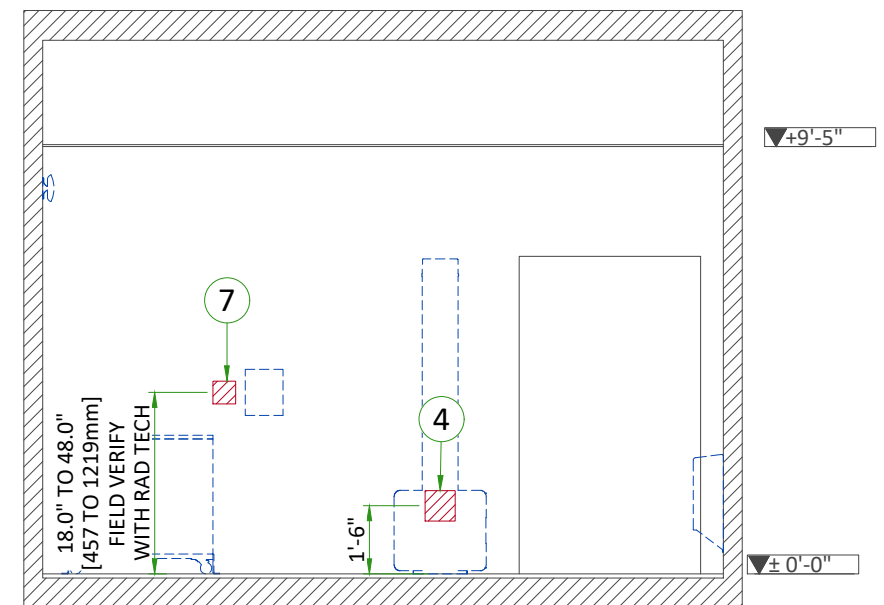 +9'-5"
7
4
18.0" TO 48.0"
[457 TO 1219mm]
FIELD VERIFY
WITH RAD TECH
1'-6"
± 0'-0"